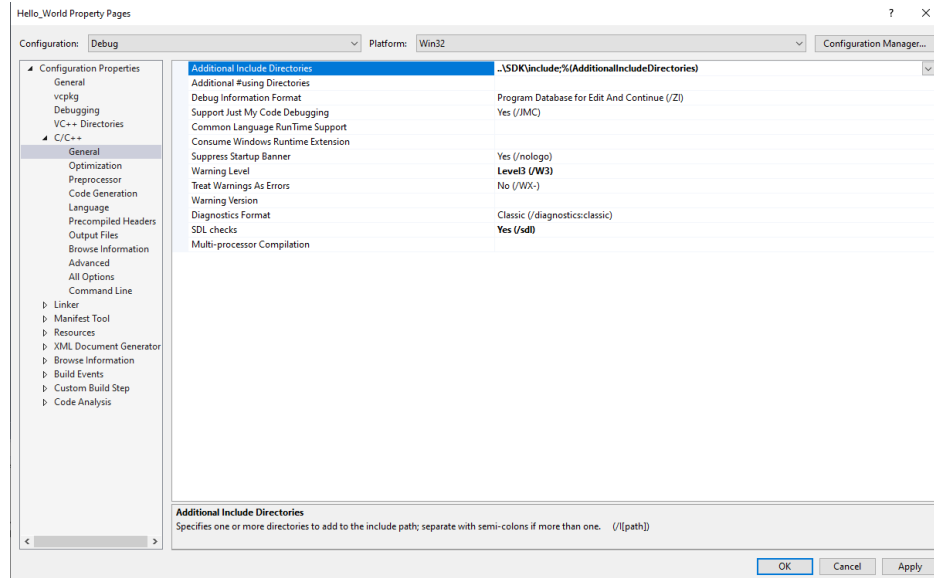 Hello_World Property Pages
? ×
Configuration: Debug Platform: Win32 Configuration Manager...
Configuration Properties
General
vcpkg
Debugging
VC++ Directories
C/C++
General
Optimization
Preprocessor
Code Generation
Language
Precompiled Headers
Output Files
Browse Information
Advanced
All Options
Command Line
Linker
Manifest Tool
Resources
XML Document Generator
Browse Information
Build Events
Custom Build Step
Code Analysis
Additional Include Directories ..\SDK\include;%(AdditionalIncludeDirectories)
Additional #using Directories
Debug Information Format Program Database for Edit And Continue (/ZI)
Support Just My Code Debugging Yes (/JMC)
Common Language RunTime Support
Consume Windows Runtime Extension
Suppress Startup Banner Yes (/nologo)
Warning Level Level3 (/W3)
Treat Warnings As Errors No (/WX-)
Warning Version
Diagnostics Format Classic (/diagnostics:classic)
SDL checks Yes (/sdl)
Multi-processor Compilation
Additional Include Directories
Specifies one or more directories to add to the include path; separate with semi-colons if more than one. (/I[path])
OK Cancel Apply